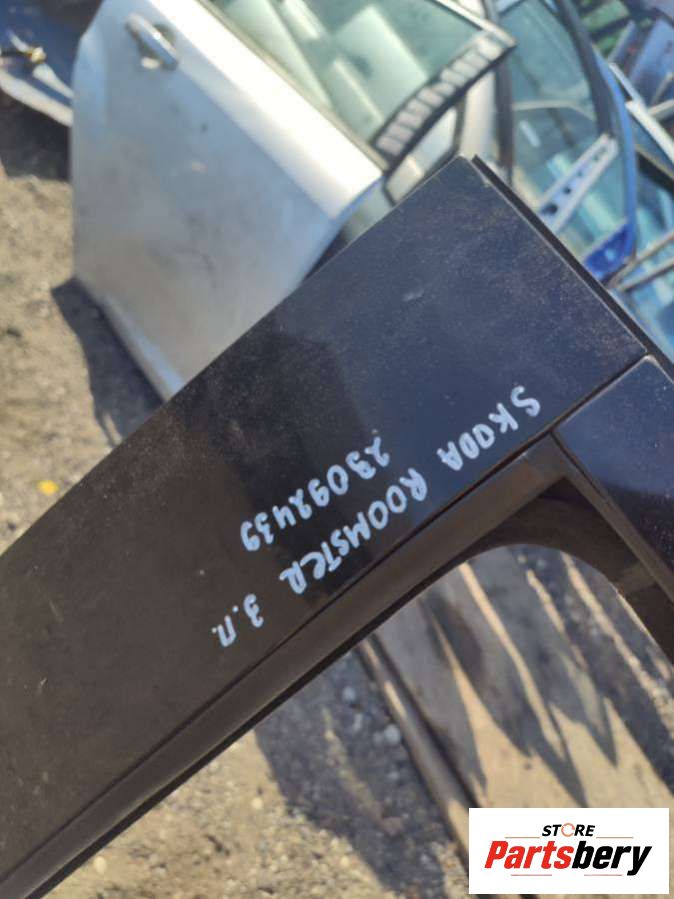 SKODA ROOMSTER З.П.
23092439
STORE
Partsbery